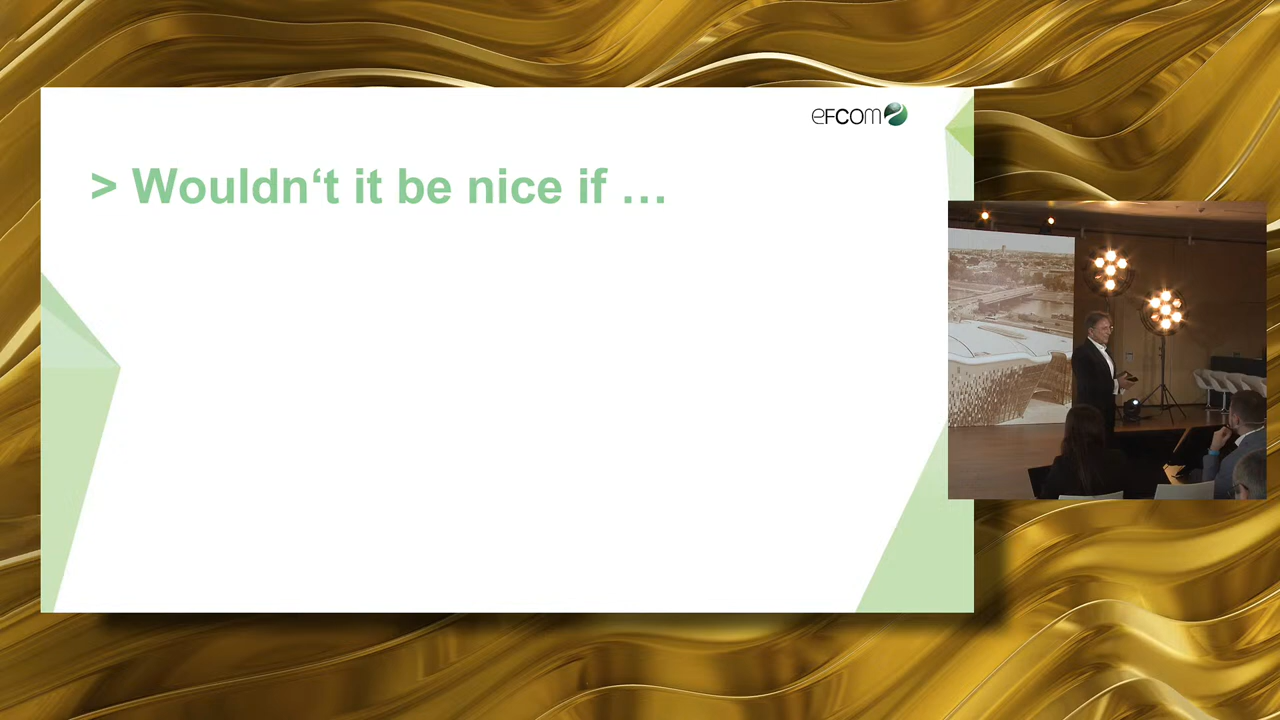 eFCOM
> Wouldn‘t it be nice if …